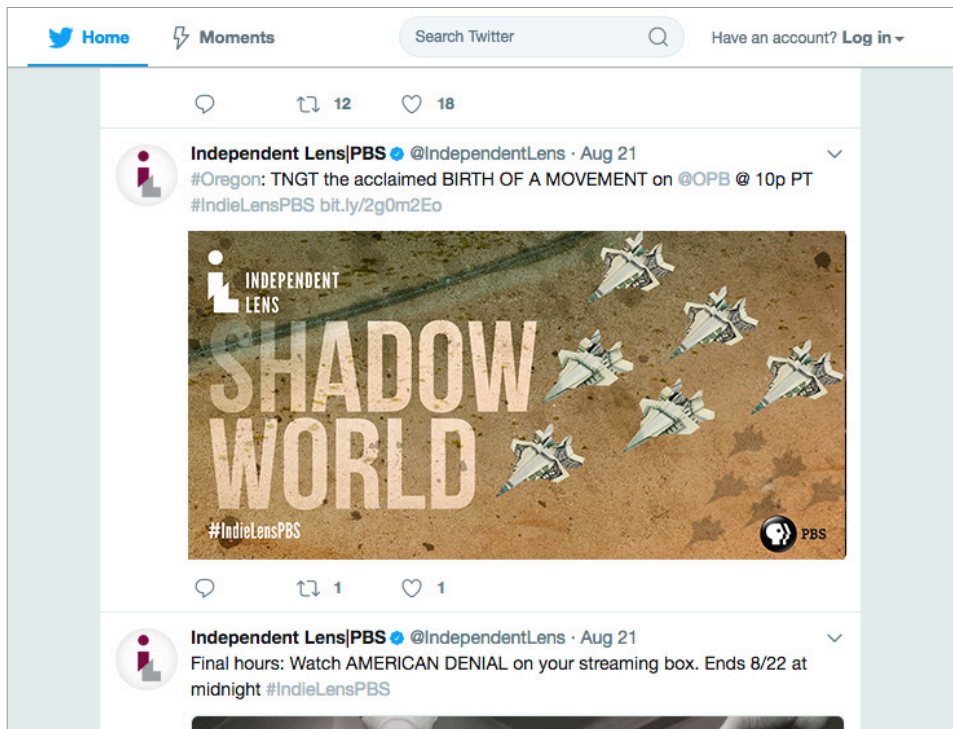 Home
Moments
Search Twitter
Have an account? Log in
12
18
Independent Lens|PBS @IndependentLens · Aug 21
#Oregon: TNGT the acclaimed BIRTH OF A MOVEMENT on @OPB @ 10p PT
#IndieLensPBS bit.ly/2g0m2Eo
INDEPENDENT
LENS
SHADOW
WORLD
#IndieLensPBS
PBS
1
1
Independent Lens|PBS @IndependentLens · Aug 21
Final hours: Watch AMERICAN DENIAL on your streaming box. Ends 8/22 at
midnight #IndieLensPBS